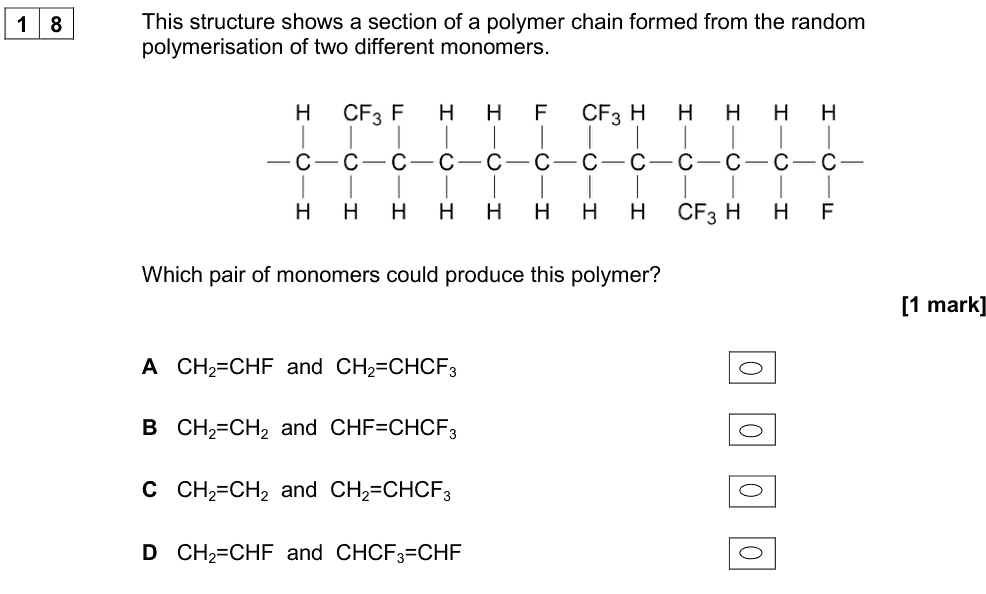 1 8
This structure shows a section of a polymer chain formed from the random
polymerisation of two different monomers.
H CF₃ F H H F CF₃ H H H H H
— C — C — C — C — C — C — C — C — C — C — C — C —
H H H H H H H H CF₃ H H F
Which pair of monomers could produce this polymer?
[1 mark]
A CH₂=CHF and CH₂=CHCF₃
B CH₂=CH₂ and CHF=CHCF₃
C CH₂=CH₂ and CH₂=CHCF₃
D CH₂=CHF and CHCF₃=CHF